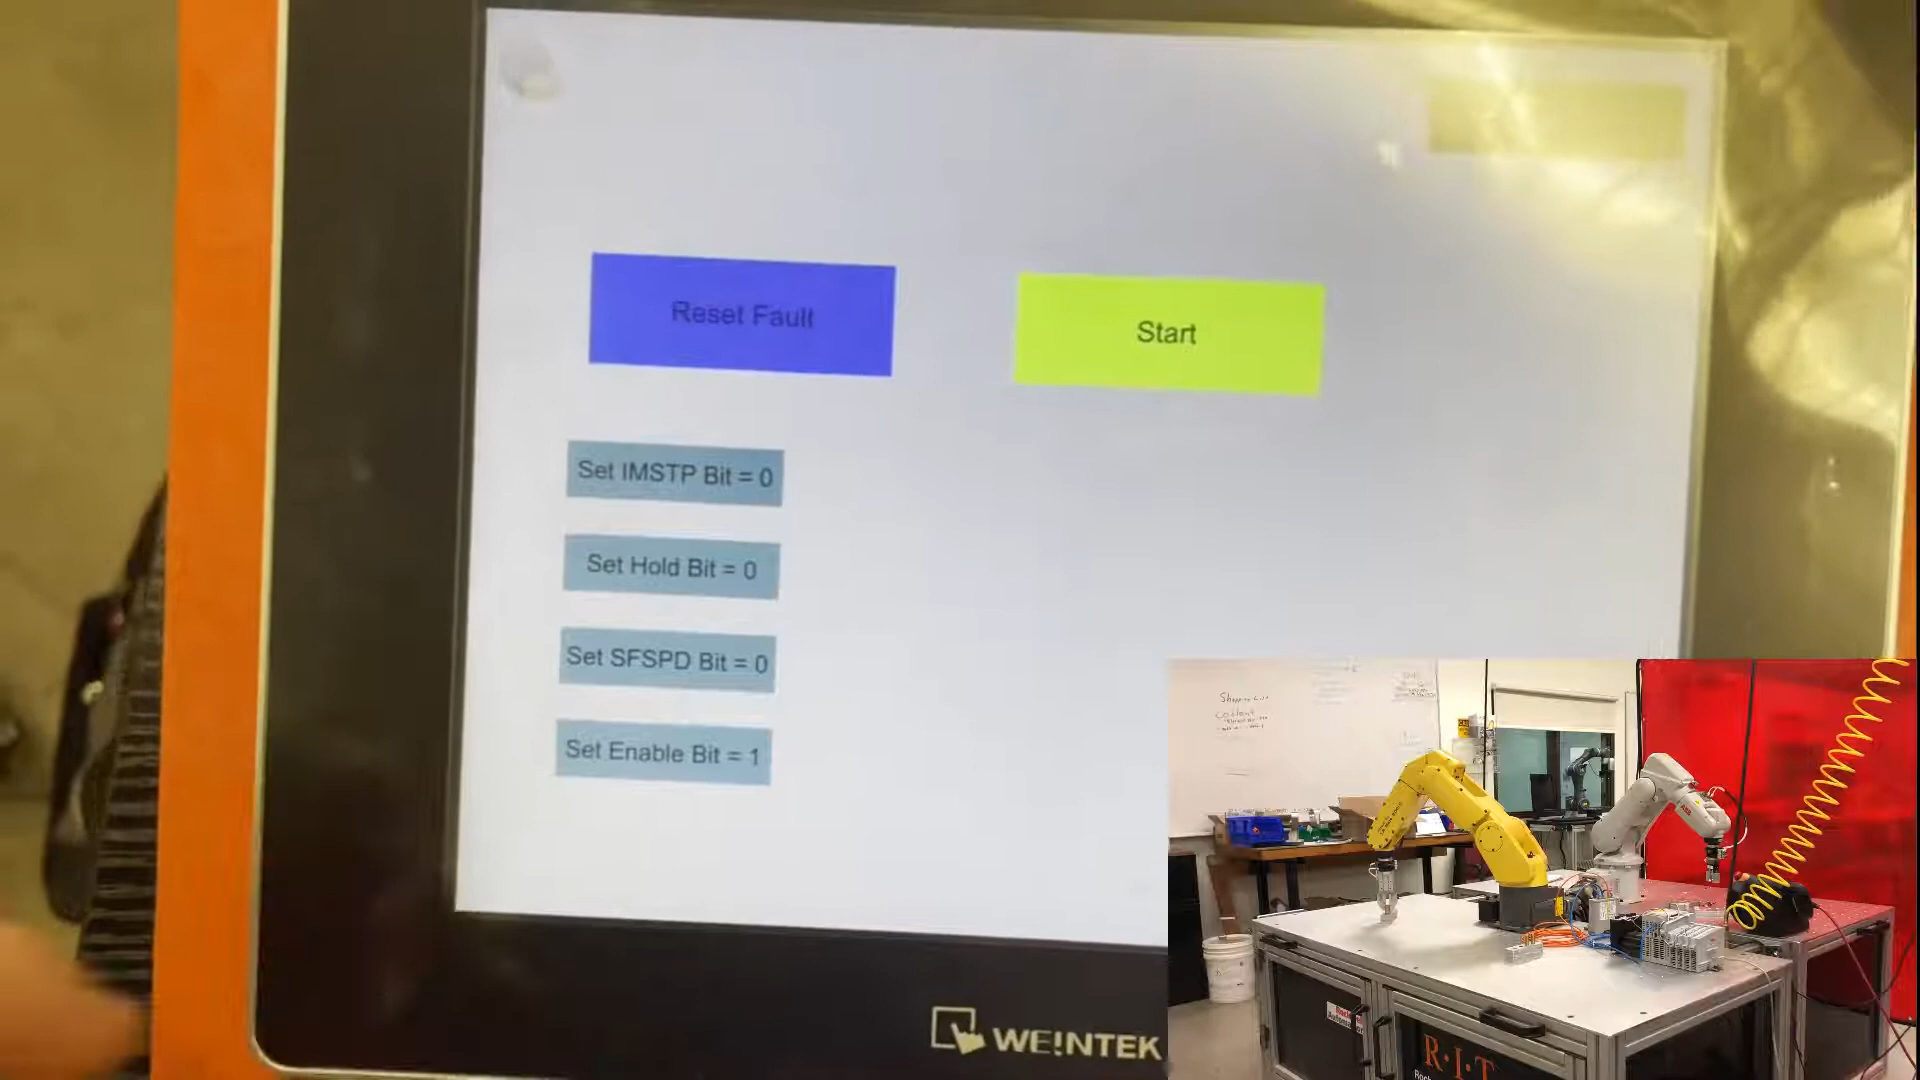 Reset Fault
Start
Set IMSTP Bit = 0
Set Hold Bit = 0
Set SFSPD Bit = 0
Set Enable Bit = 1
WEINTEK
R·I·T